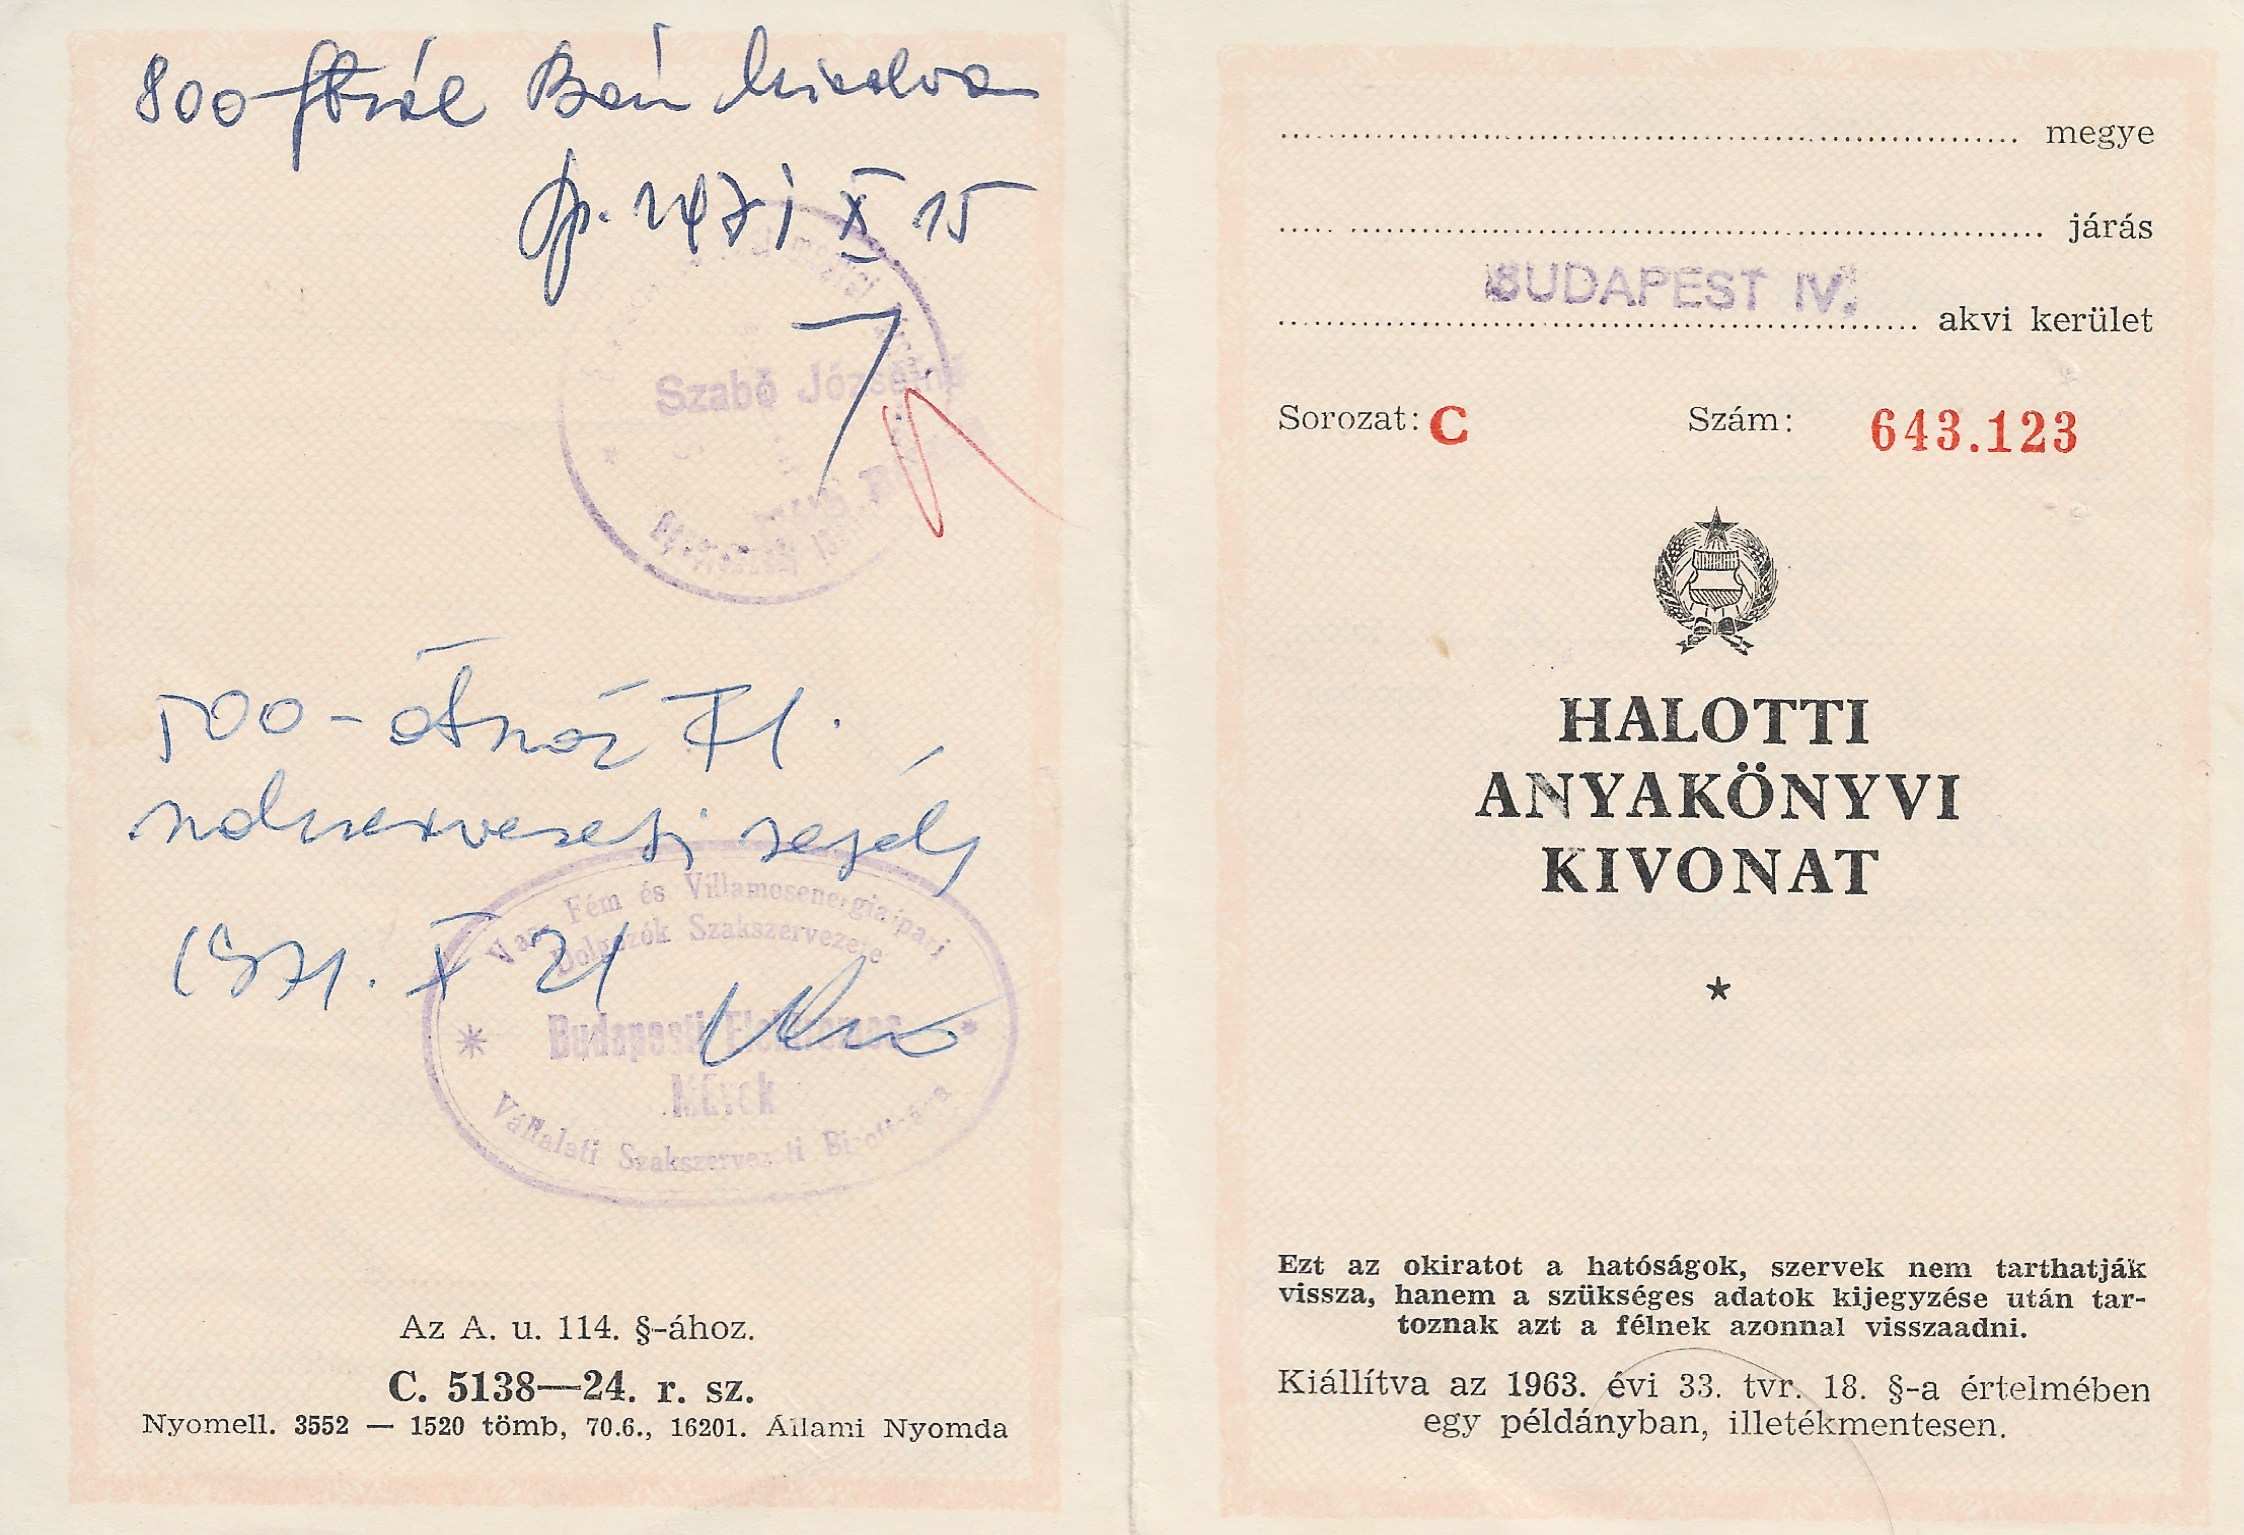 800
1971 X 15
Szabó Józsefné
500 - ötszáz Ft.
szakszervezeti segély
1971. X 21
Vas, Fém és Villamosenergiaipari
Dolgozók Szakszervezete
Budapesti Elektromos
Művek
Vállalati Szakszervezeti Bizottsága
Az A. u. 114. §-ához.
C. 5138—24. r. sz.
Nyomell. 3552 — 1520 tömb, 70.6., 16201. Állami Nyomda
megye
járás
BUDAPEST IV.
akvi kerület
Sorozat: C Szám: 643.123
HALOTTI
ANYAKÖNYVI
KIVONAT
Ezt az okiratot a hatóságok, szervek nem tarthatják
vissza, hanem a szükséges adatok kijegyzése után tar-
toznak azt a félnek azonnal visszaadni.
Kiállítva az 1963. évi 33. tvr. 18. §-a értelmében
egy példányban, illetékmentesen.